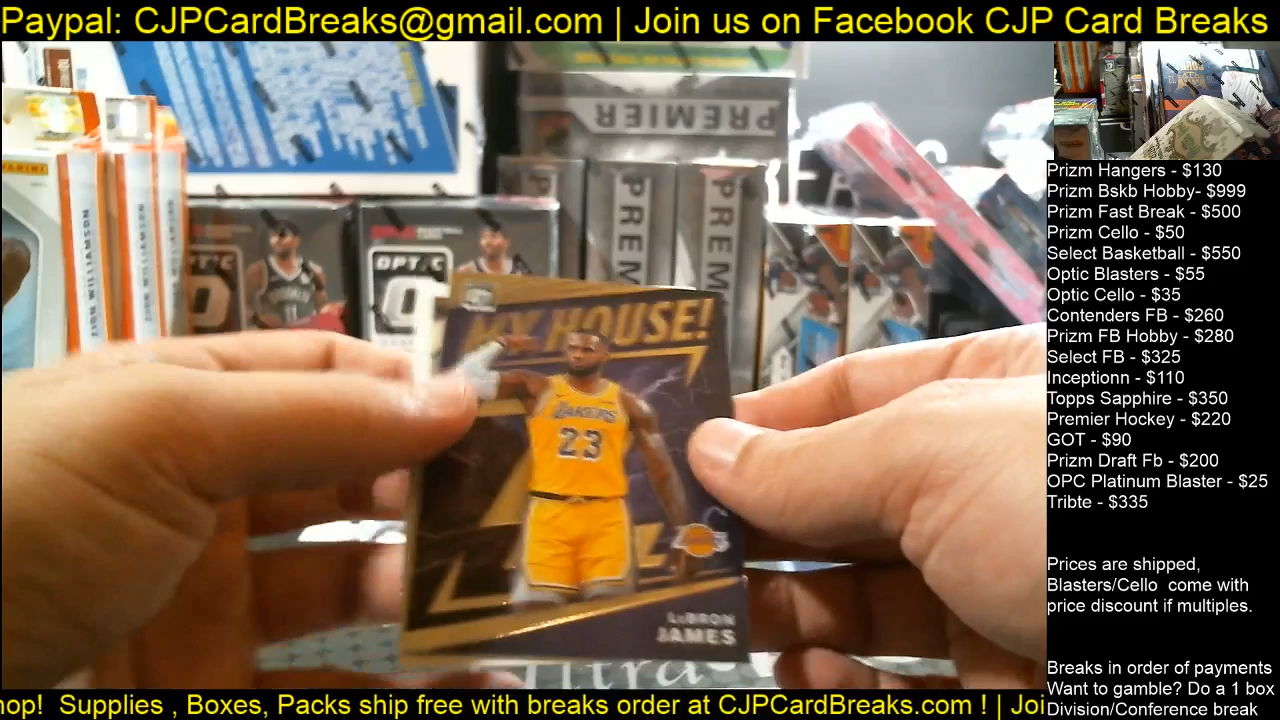 Paypal: CJPCardBreaks@gmail.com | Join us on Facebook CJP Card Breaks
PREMIER
PREM
PREM
OPTIC
OPTIC
BROOKLYN
PANINI
MY HOUSE!
LAKERS
23
LeBRON
JAMES
Prizm Hangers - $130
Prizm Bskb Hobby- $999
Prizm Fast Break - $500
Prizm Cello - $50
Select Basketball - $550
Optic Blasters - $55
Optic Cello - $35
Contenders FB - $260
Prizm FB Hobby - $280
Select FB - $325
Inceptionn - $110
Topps Sapphire - $350
Premier Hockey - $220
GOT - $90
Prizm Draft Fb - $200
OPC Platinum Blaster - $25
Tribte - $335
Prices are shipped,
Blasters/Cello come with
price discount if multiples.
Breaks in order of payments
Want to gamble? Do a 1 box
Division/Conference break
hop! Supplies , Boxes, Packs ship free with breaks order at CJPCardBreaks.com ! | Joi